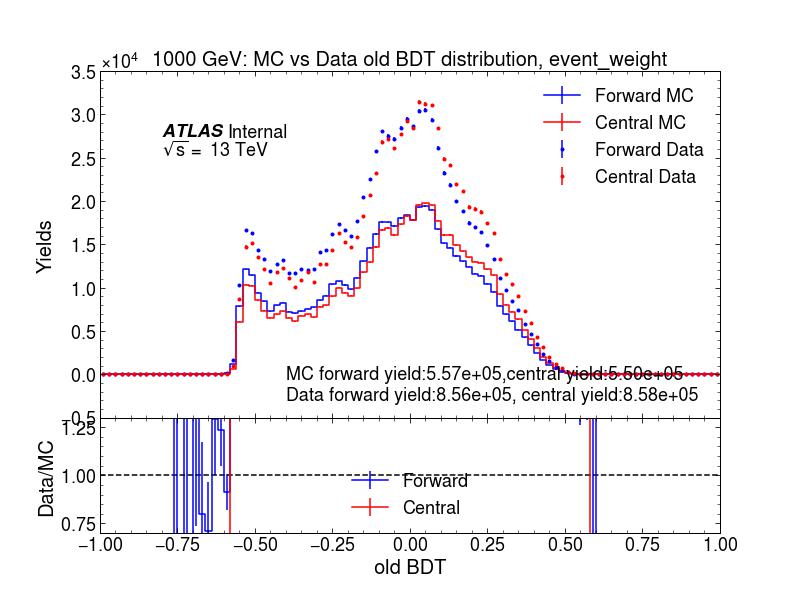 ×10⁴ 1000 GeV: MC vs Data old BDT distribution, event_weight
3.5
3.0
2.5
2.0
1.5
1.0
0.5
0.0
0.5
Yields
ATLAS Internal
√s = 13 TeV
Forward MC
Central MC
Forward Data
Central Data
MC forward yield:5.57e+05,central yield:5.50e+05
Data forward yield:8.56e+05, central yield:8.58e+05
1.25
1.00
0.75
Data/MC
Forward
Central
−1.00 −0.75 −0.50 −0.25 0.00 0.25 0.50 0.75 1.00
old BDT